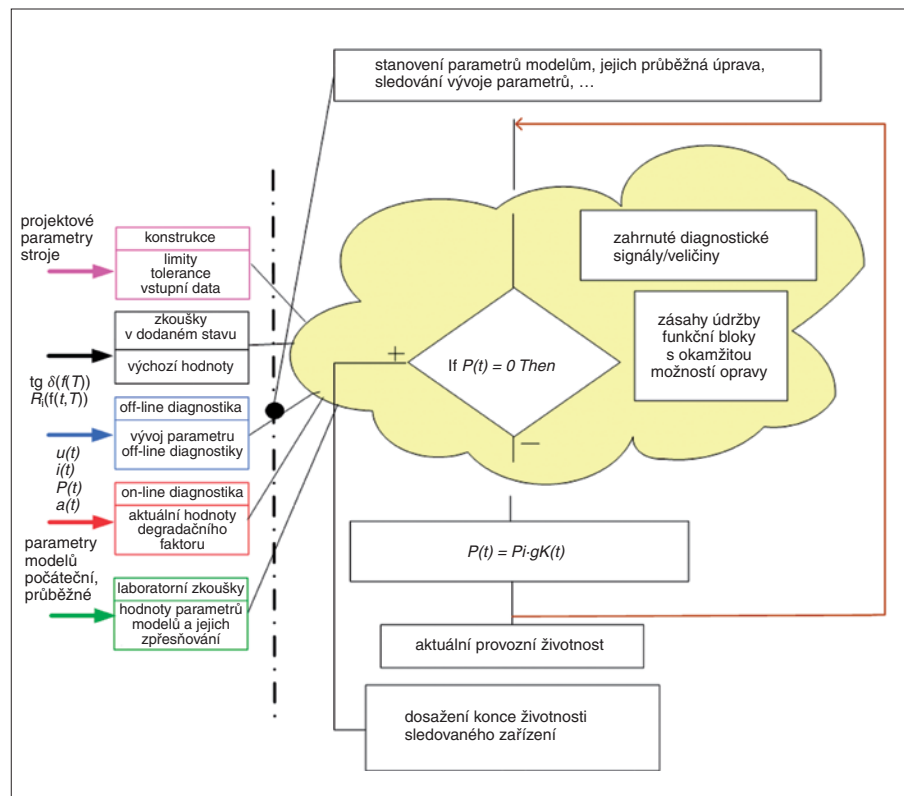 stanovení parametrů modelům, jejich průběžná úprava,
sledování vývoje parametrů, …
projektové
parametry
stroje
konstrukce
limity
tolerance
vstupní data
zkoušky
v dodaném stavu
výchozí hodnoty
tg δ(f(T))
Ri(f(t,T))
off-line diagnostika
vývoj parametru
off-line diagnostiky
u(t)
i(t)
P(t)
a(t)
on-line diagnostika
aktuální hodnoty
degradačního
faktoru
parametry
modelů
počáteční,
průběžné
laboratorní zkoušky
hodnoty parametrů
modelů a jejich
zpřesňování
zahrnuté diagnostické
signály/veličiny
zásahy údržby
funkční bloky
s okamžitou
možností opravy
+
If P(t) = 0 Then
−
P(t) = Pi·gK(t)
aktuální provozní životnost
dosažení konce životnosti
sledovaného zařízení